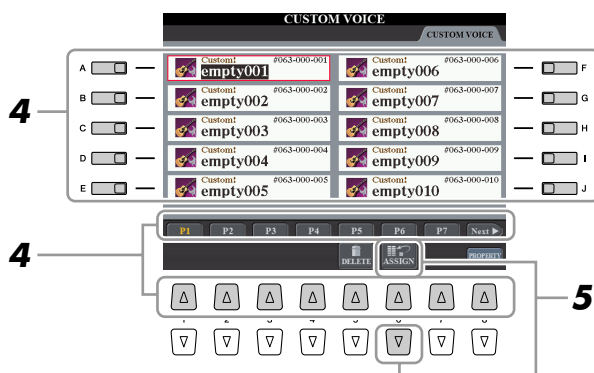 CUSTOM VOICE
CUSTOM VOICE
A
Custom! #063-000-001
empty001
Custom! #063-000-006
empty006
F
B
Custom! #063-000-002
empty002
Custom! #063-000-007
empty007
G
4
C
Custom! #063-000-003
empty003
Custom! #063-000-008
empty008
H
D
Custom! #063-000-004
empty004
Custom! #063-000-009
empty009
I
E
Custom! #063-000-005
empty005
Custom! #063-000-010
empty010
J
P1 P2 P3 P4 P5 P6 P7 Next
4
DELETE ASSIGN PROPERTY
5
1 2 3 4 5 6 7 8